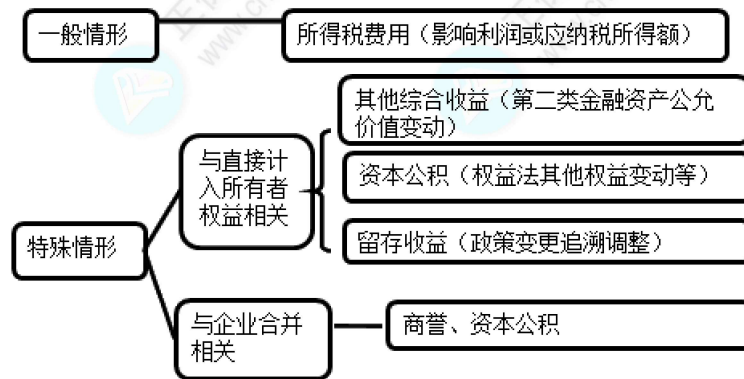 一般情形
所得税费用（影响利润或应纳税所得额）
其他综合收益（第二类金融资产公允
价值变动）
与直接计
入所有者
权益相关
资本公积（权益法其他权益变动等）
留存收益（政策变更追溯调整）
特殊情形
与企业合并
相关
商誉、资本公积